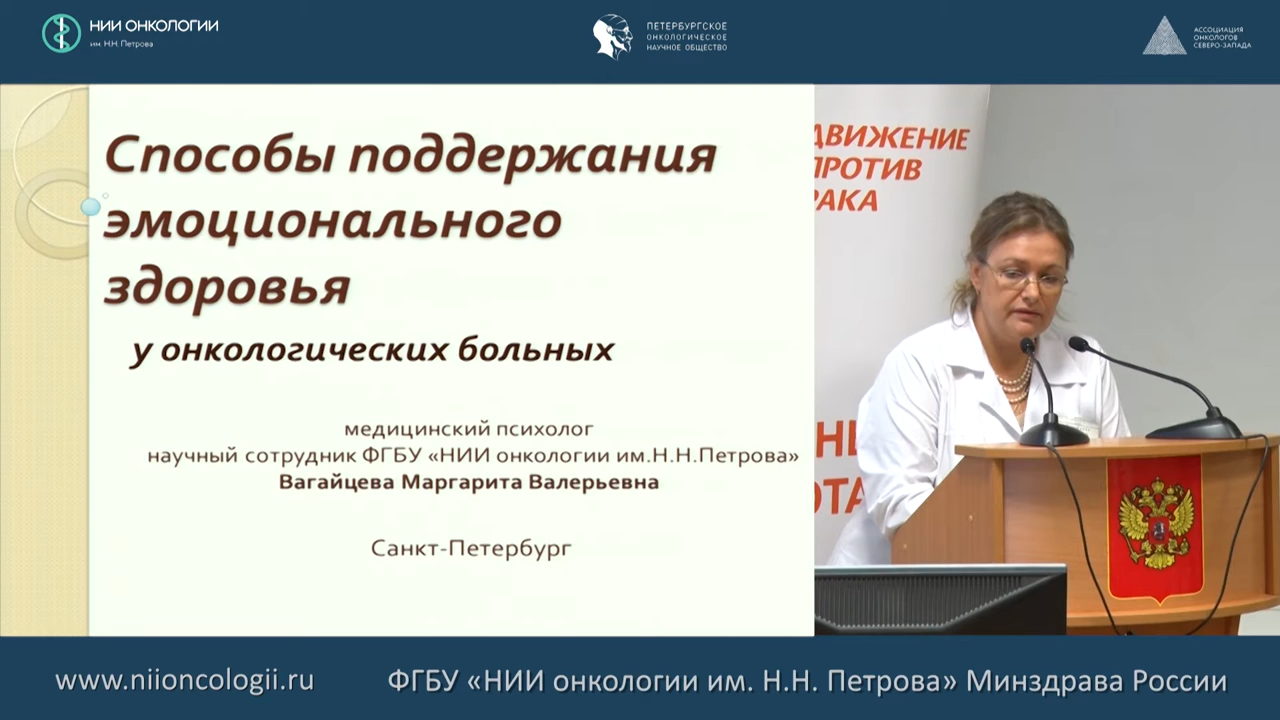 НИИ ОНКОЛОГИИ
им. Н.Н. Петрова
ПЕТЕРБУРГСКОЕ
ОНКОЛОГИЧЕСКОЕ
НАУЧНОЕ ОБЩЕСТВО
АССОЦИАЦИЯ
ОНКОЛОГОВ
СЕВЕРО-ЗАПАДА
Способы поддержания
эмоционального
здоровья
у онкологических больных
медицинский психолог
научный сотрудник ФГБУ «НИИ онкологии им.Н.Н.Петрова»
Вагайцева Маргарита Валерьевна
Санкт-Петербург
ДВИЖЕНИЕ
ПРОТИВ
РАКА
www.niioncologii.ru
ФГБУ «НИИ онкологии им. Н.Н. Петрова» Минздрава России